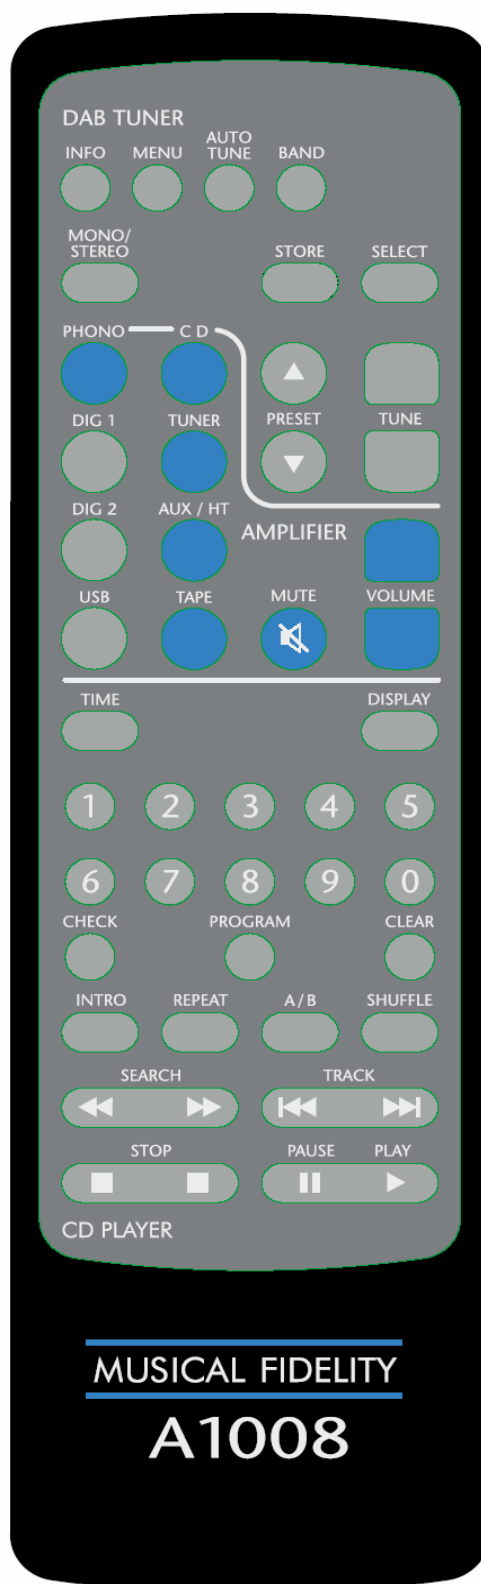 DAB TUNER
INFO MENU AUTO TUNE BAND
MONO/ STEREO STORE SELECT
PHONO C D
DIG 1 TUNER PRESET TUNE
DIG 2 AUX / HT
AMPLIFIER
USB TAPE MUTE VOLUME
TIME DISPLAY
1 2 3 4 5
6 7 8 9 0
CHECK PROGRAM CLEAR
INTRO REPEAT A / B SHUFFLE
SEARCH TRACK
STOP PAUSE PLAY
CD PLAYER
MUSICAL FIDELITY
A1008